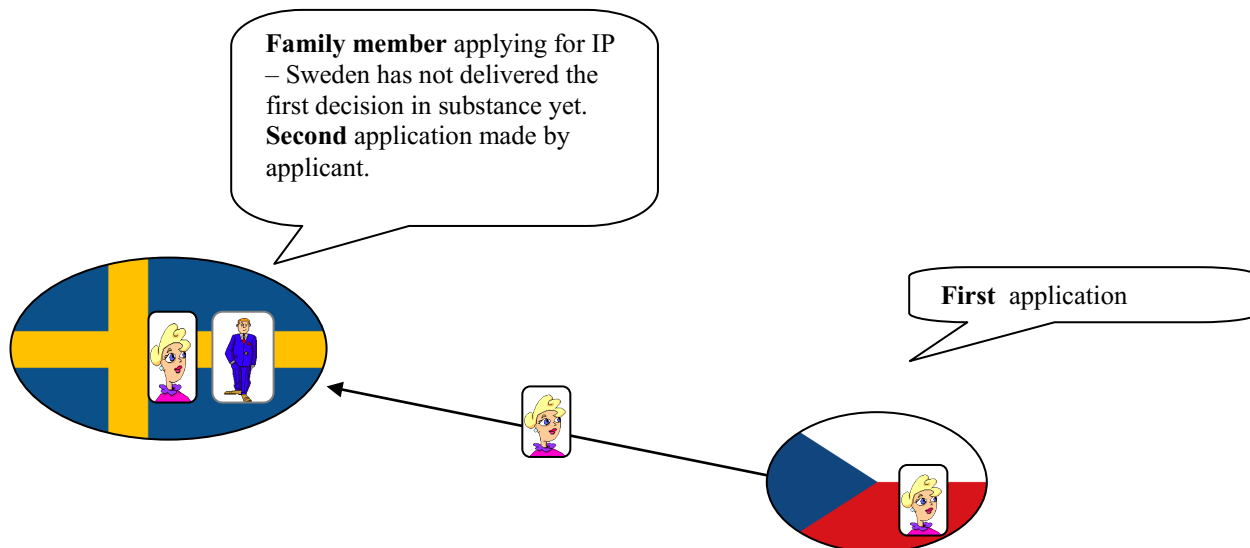 Family member applying for IP
– Sweden has not delivered the
first decision in substance yet.
Second application made by
applicant.
First application